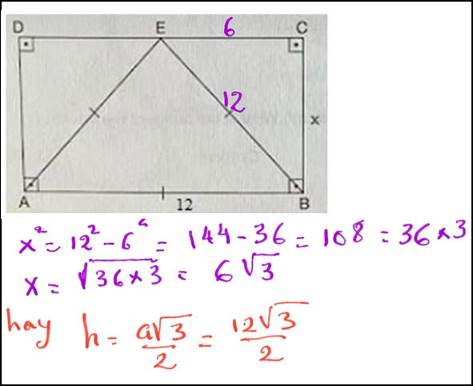 D E 6 C
12
x
A 12 B
x² = 12² - 6² = 144 - 36 = 108 = 36 × 3
x = √36×3 = 6√3
hay h = a√3/2 = 12√3/2